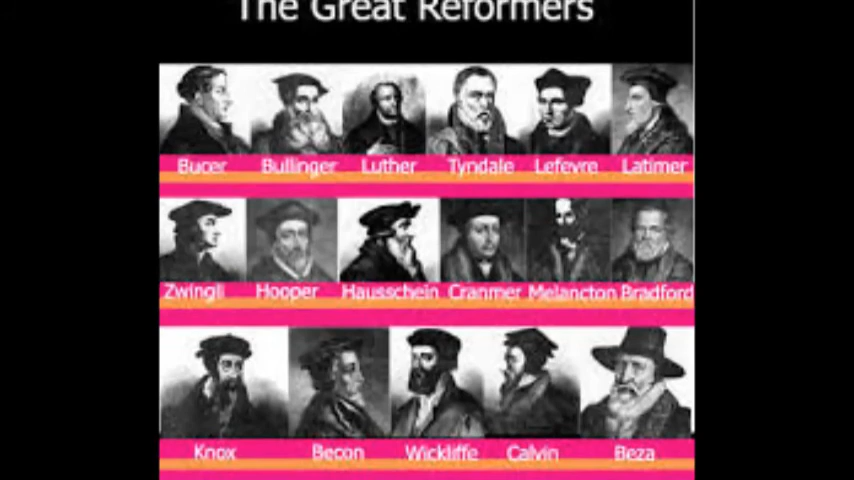 The Great Reformers
Bucer Bullinger Luther Tyndale Lefevre Latimer
Zwingli Hooper Hausschein Cranmer Melancton Bradford
Knox Becon Wickliffe Calvin Beza